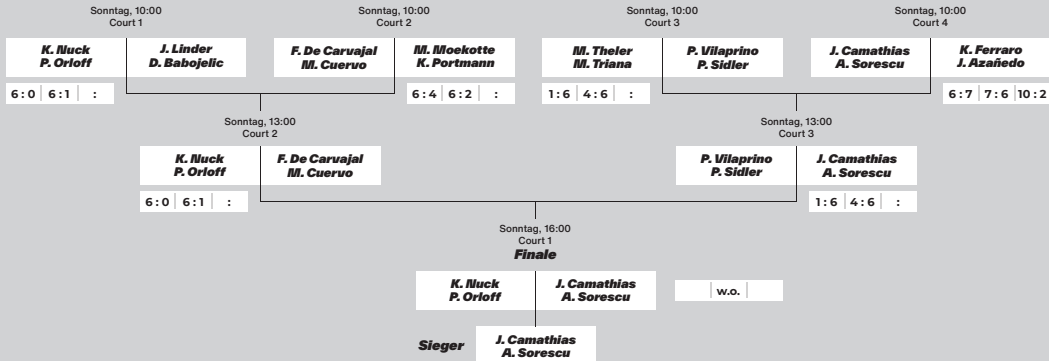 Sonntag, 10:00
Court 1
Sonntag, 10:00
Court 2
Sonntag, 10:00
Court 3
Sonntag, 10:00
Court 4
K. Nuck
P. Orloff
J. Linder
D. Babojelic
F. De Carvajal
M. Cuervo
M. Moekotte
K. Portmann
M. Theler
M. Triana
P. Vilaprino
P. Sidler
J. Camathias
A. Sorescu
K. Ferraro
J. Azañedo
6:0 6:1 :
6:4 6:2 :
1:6 4:6 :
6:7 7:6 10:2
Sonntag, 13:00
Court 2
Sonntag, 13:00
Court 3
K. Nuck
P. Orloff
F. De Carvajal
M. Cuervo
P. Vilaprino
P. Sidler
J. Camathias
A. Sorescu
6:0 6:1 :
1:6 4:6 :
Sonntag, 16:00
Court 1
Finale
K. Nuck
P. Orloff
J. Camathias
A. Sorescu
w.o.
Sieger
J. Camathias
A. Sorescu